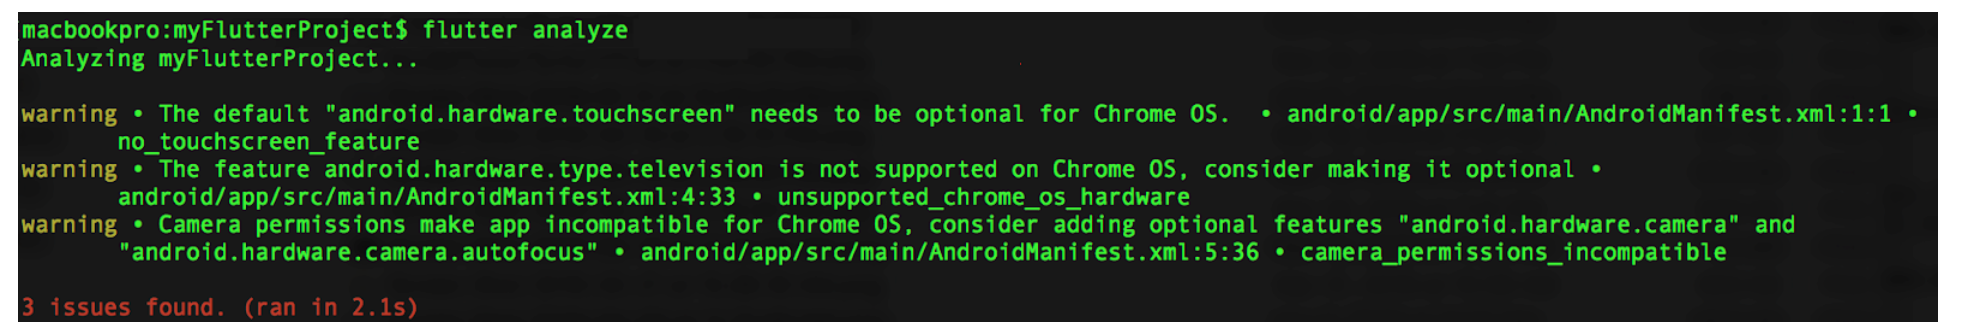 macbookpro:myFlutterProject$ flutter analyze
Analyzing myFlutterProject...
warning • The default "android.hardware.touchscreen" needs to be optional for Chrome OS.  • android/app/src/main/AndroidManifest.xml:1:1 •
no_touchscreen_feature
warning • The feature android.hardware.type.television is not supported on Chrome OS, consider making it optional •
android/app/src/main/AndroidManifest.xml:4:33 • unsupported_chrome_os_hardware
warning • Camera permissions make app incompatible for Chrome OS, consider adding optional features "android.hardware.camera" and
"android.hardware.camera.autofocus" • android/app/src/main/AndroidManifest.xml:5:36 • camera_permissions_incompatible
3 issues found. (ran in 2.1s)